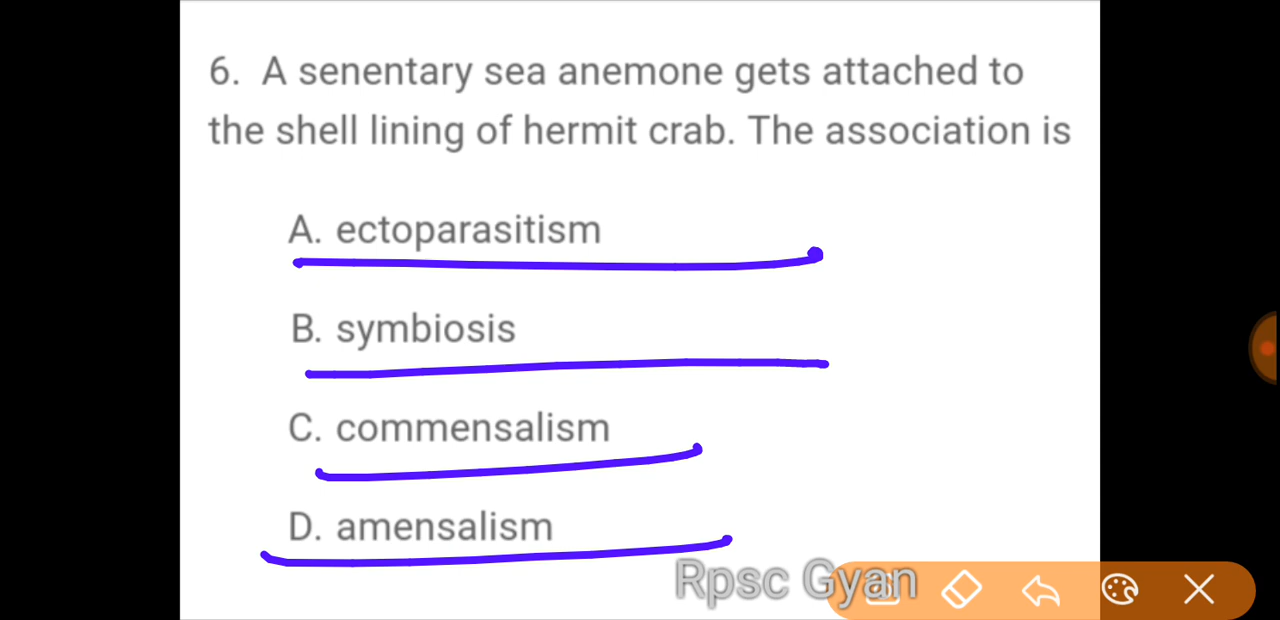 6. A senentary sea anemone gets attached to
the shell lining of hermit crab. The association is
A. ectoparasitism
B. symbiosis
C. commensalism
D. amensalism
Rpsc Gyan